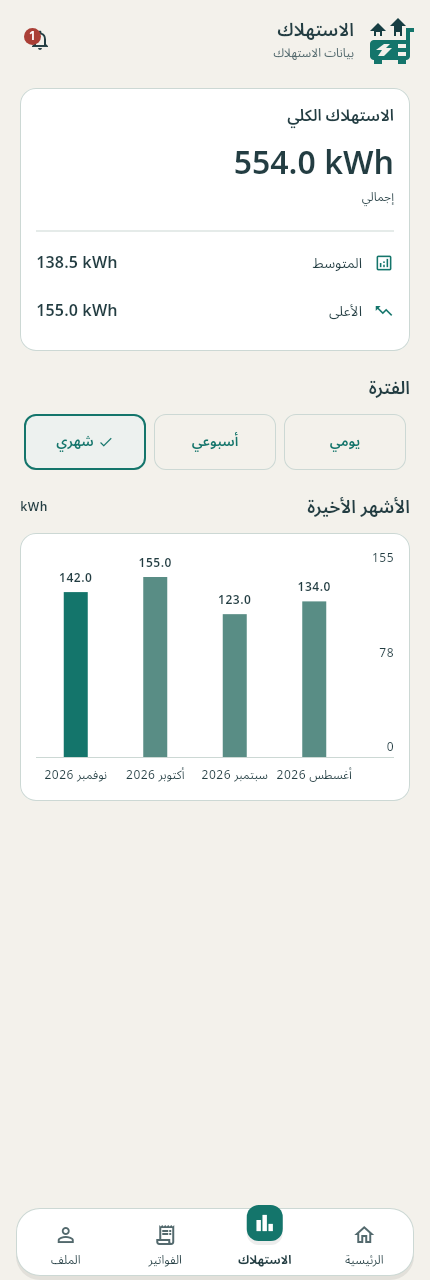 الاستهلاك
بيانات الاستهلاك
1
الاستهلاك الكلي
554.0 kWh
إجمالي
المتوسط 138.5 kWh
الأعلى 155.0 kWh
الفترة
يومي أسبوعي شهري
الأشهر الأخيرة kWh
155
78
0
134.0 123.0 155.0 142.0
أغسطس 2026 سبتمبر 2026 أكتوبر 2026 نوفمبر 2026
الرئيسية الاستهلاك الفواتير الملف